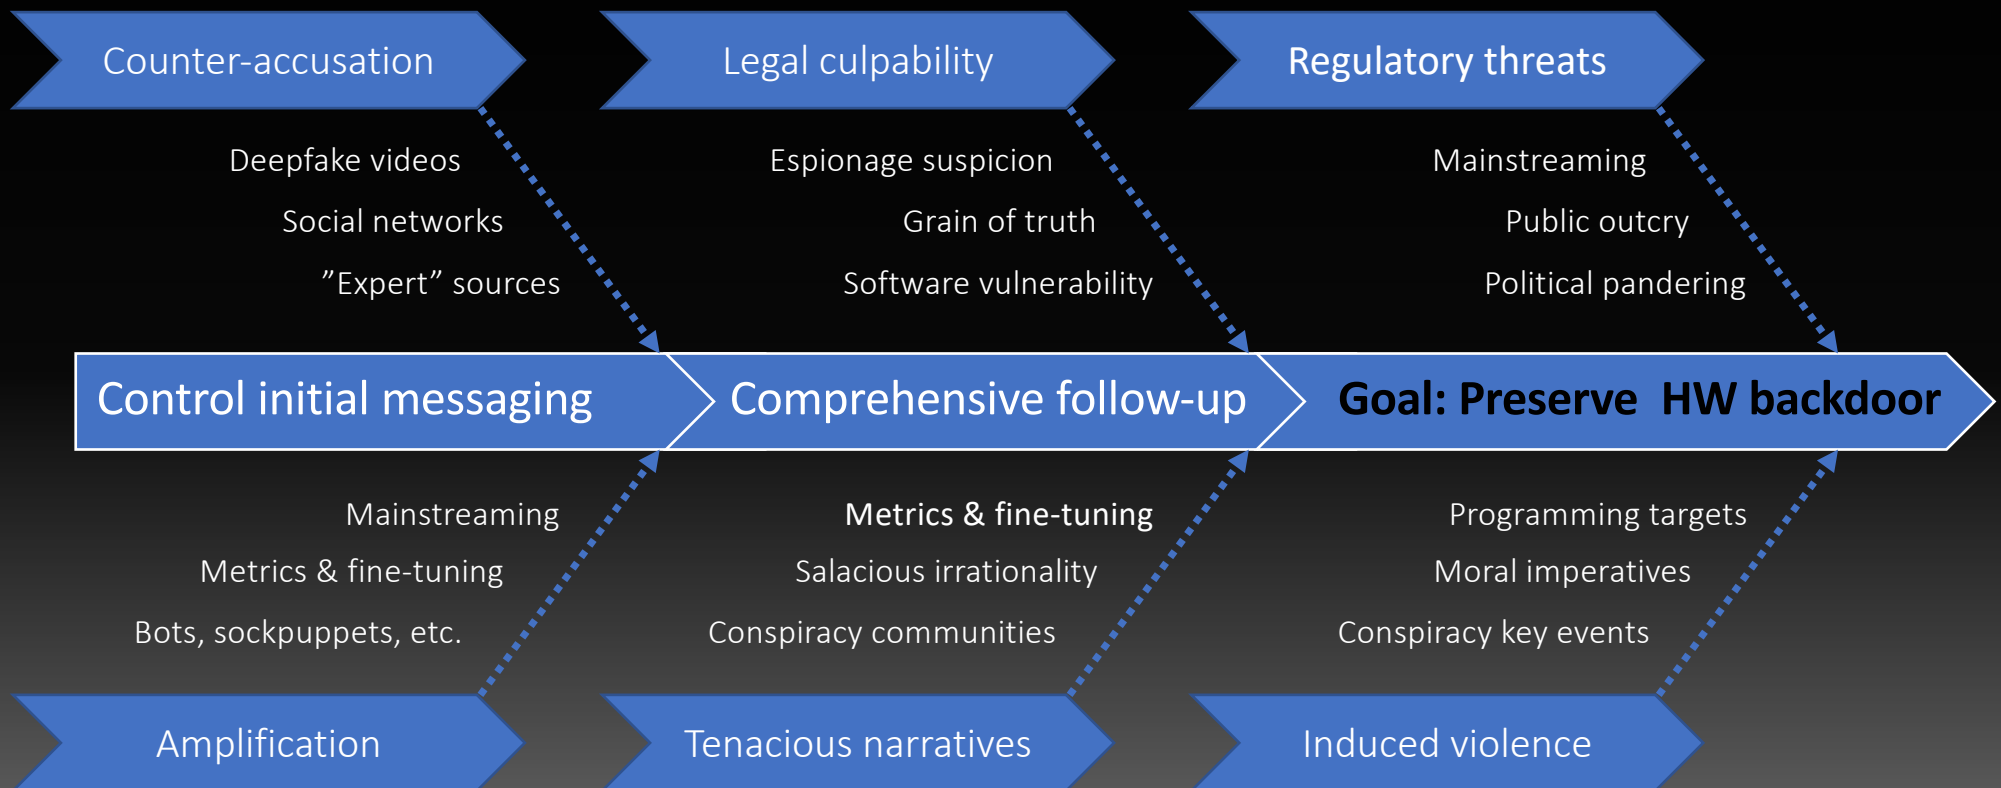 Counter-accusation
Legal culpability
Regulatory threats
Deepfake videos
Social networks
”Expert” sources
Espionage suspicion
Grain of truth
Software vulnerability
Mainstreaming
Public outcry
Political pandering
Control initial messaging
Comprehensive follow-up
Goal: Preserve  HW backdoor
Mainstreaming
Metrics & fine-tuning
Bots, sockpuppets, etc.
Metrics & fine-tuning
Salacious irrationality
Conspiracy communities
Programming targets
Moral imperatives
Conspiracy key events
Amplification
Tenacious narratives
Induced violence